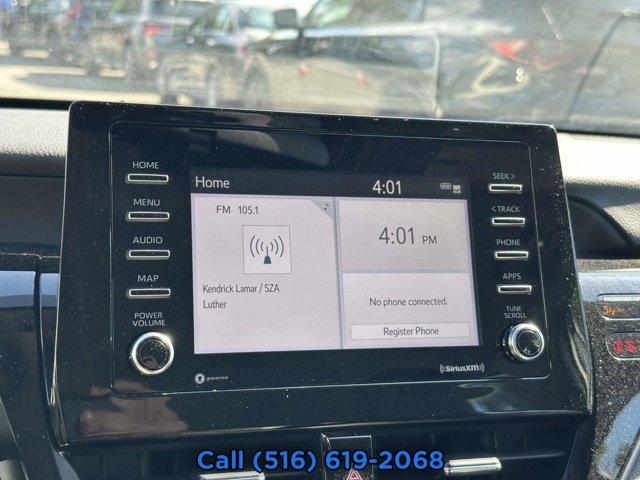 HOME
MENU
AUDIO
MAP
POWER
VOLUME
Home
4:01
FM 105.1
Kendrick Lamar / SZA
Luther
4:01 PM
No phone connected.
Register Phone
SEEK >
< TRACK
PHONE
APPS
TUNE
SCROLL
gracenote
((SiriusXM))
Call (516) 619-2068